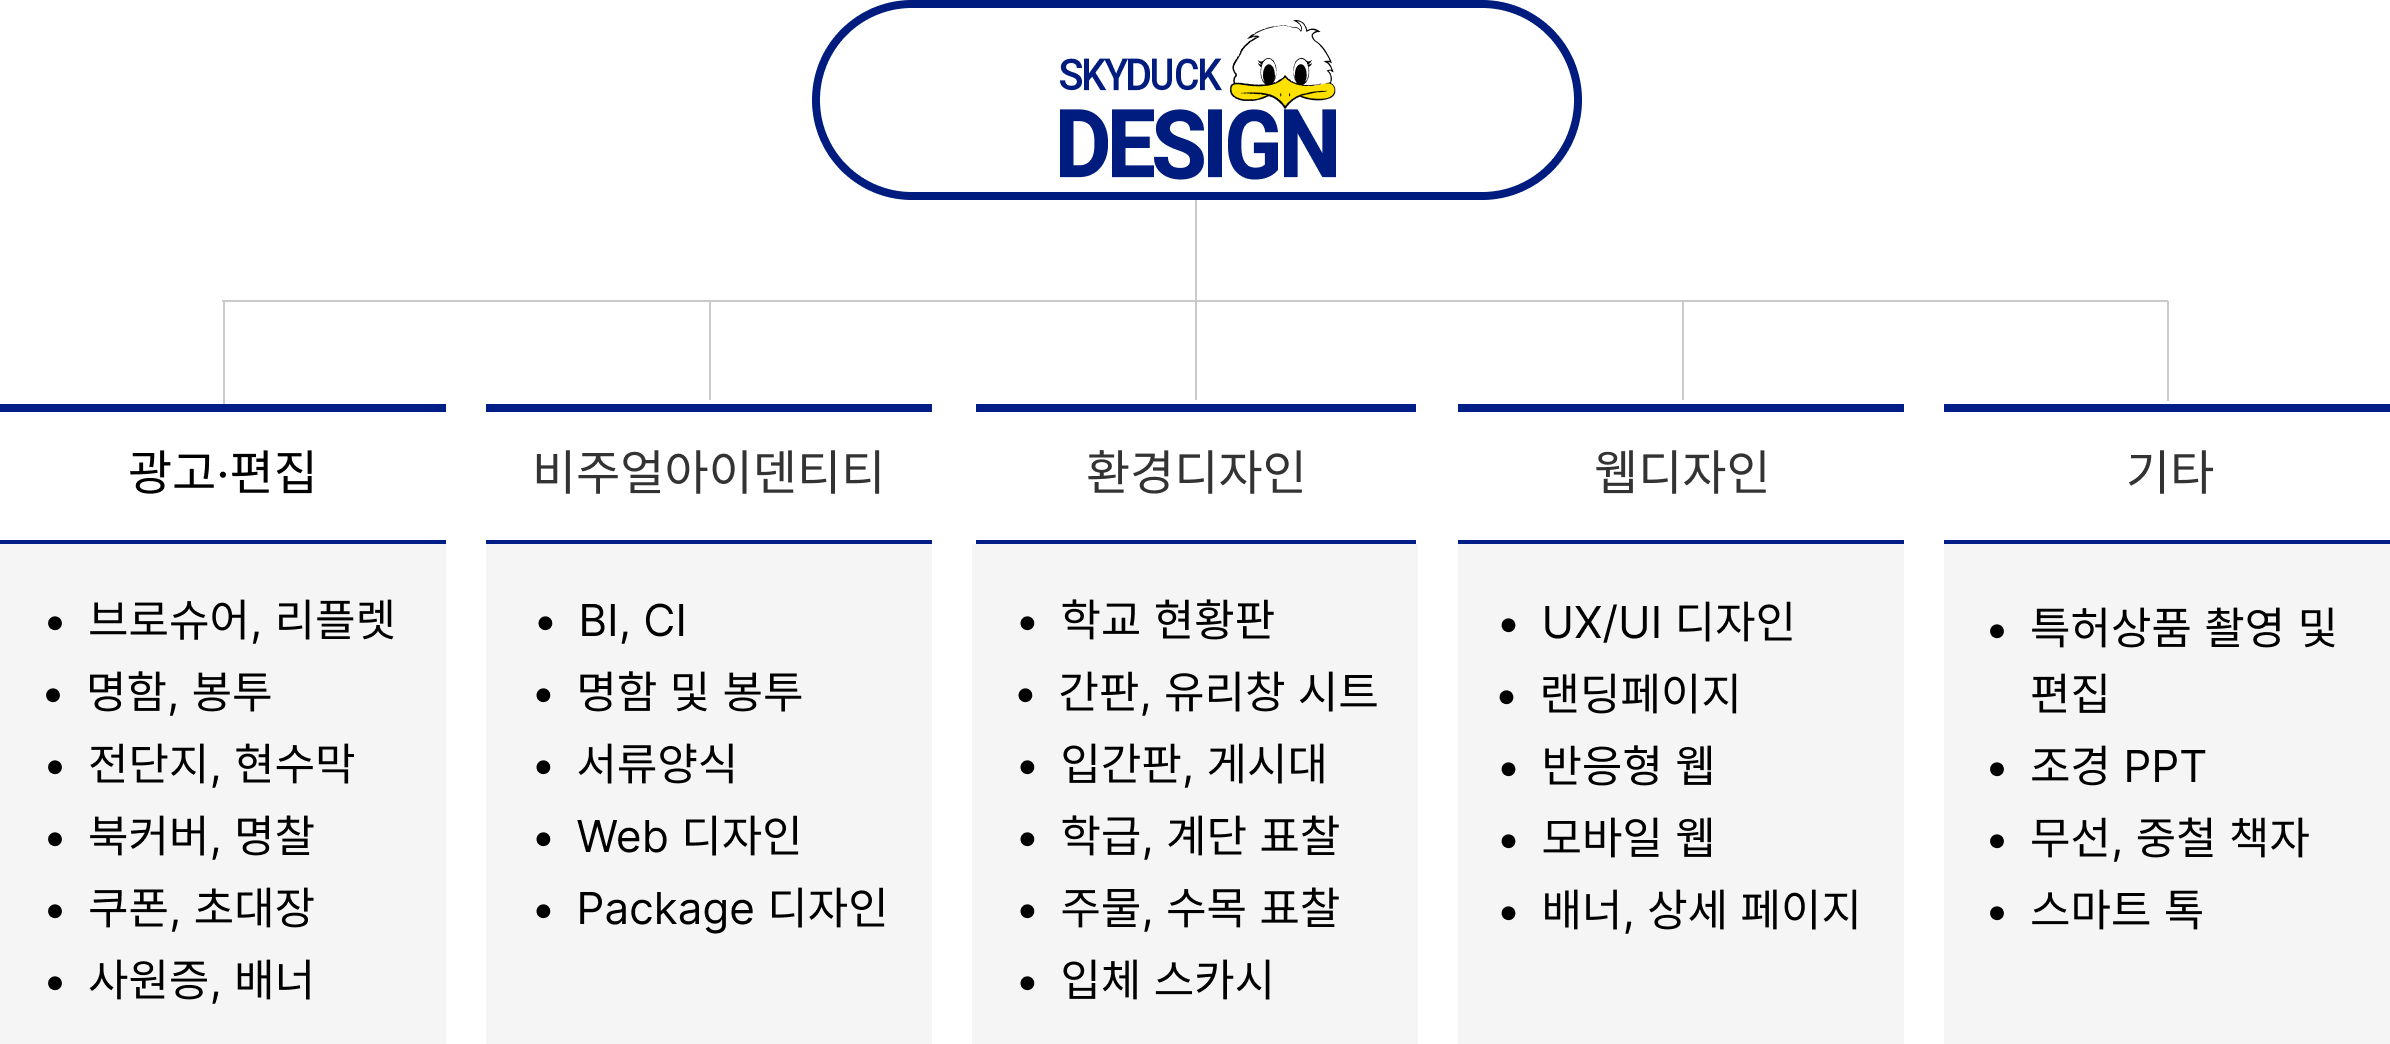 SKYDUCK
DESIGN
광고·편집
브로슈어, 리플렛
명함, 봉투
전단지, 현수막
북커버, 명찰
쿠폰, 초대장
사원증, 배너
비주얼아이덴티티
BI, CI
명함 및 봉투
서류양식
Web 디자인
Package 디자인
환경디자인
학교 현황판
간판, 유리창 시트
입간판, 게시대
학급, 계단 표찰
주물, 수목 표찰
입체 스카시
웹디자인
UX/UI 디자인
랜딩페이지
반응형 웹
모바일 웹
배너, 상세 페이지
기타
특허상품 촬영 및
편집
조경 PPT
무선, 중철 책자
스마트 톡